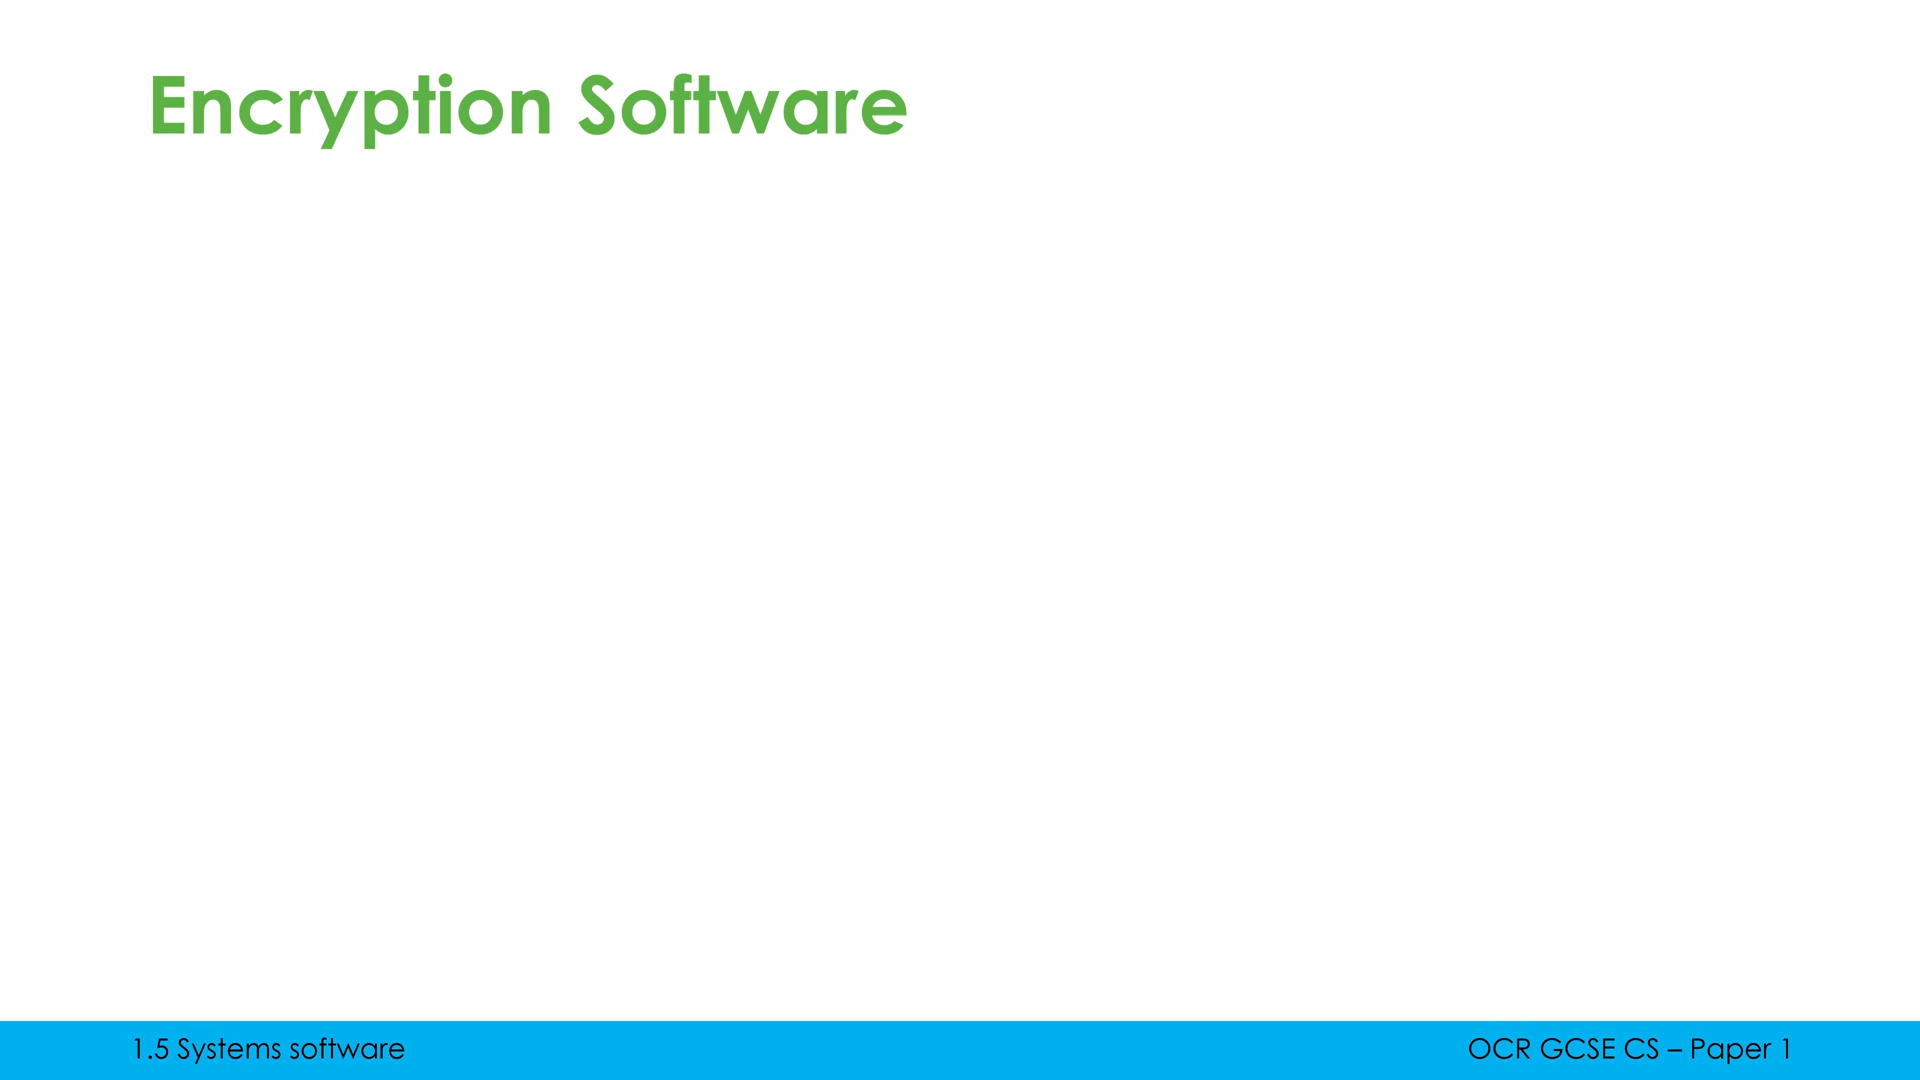 Encryption Software
1.5 Systems software
OCR GCSE CS – Paper 1